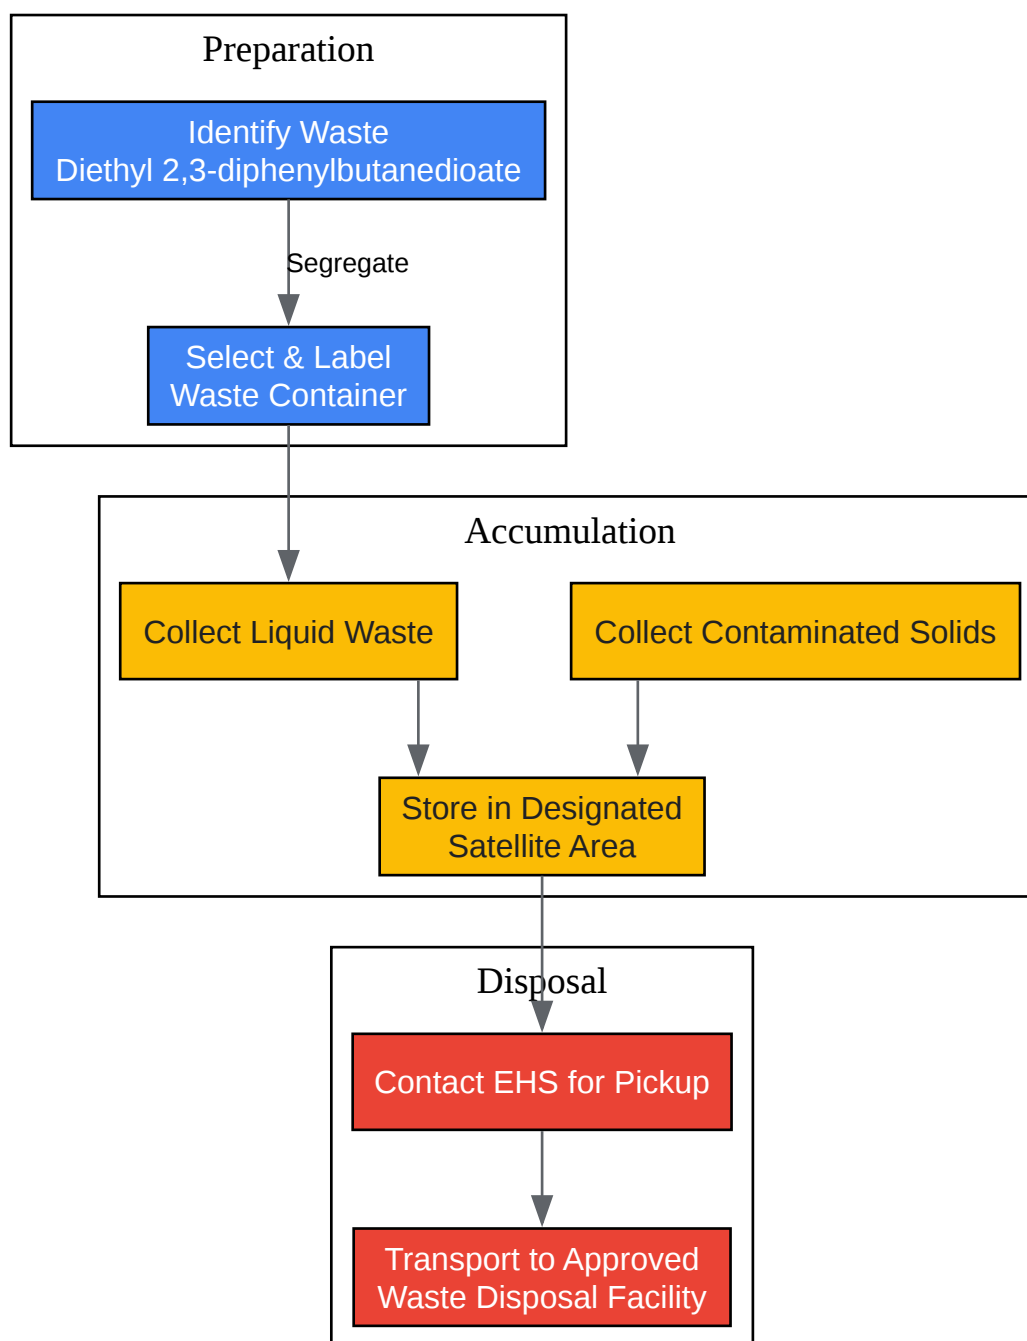 Preparation
Identify Waste
Diethyl 2,3-diphenylbutanedioate
Segregate
Select & Label
Waste Container
Accumulation
Collect Liquid Waste
Collect Contaminated Solids
Store in Designated
Satellite Area
Disposal
Contact EHS for Pickup
Transport to Approved
Waste Disposal Facility